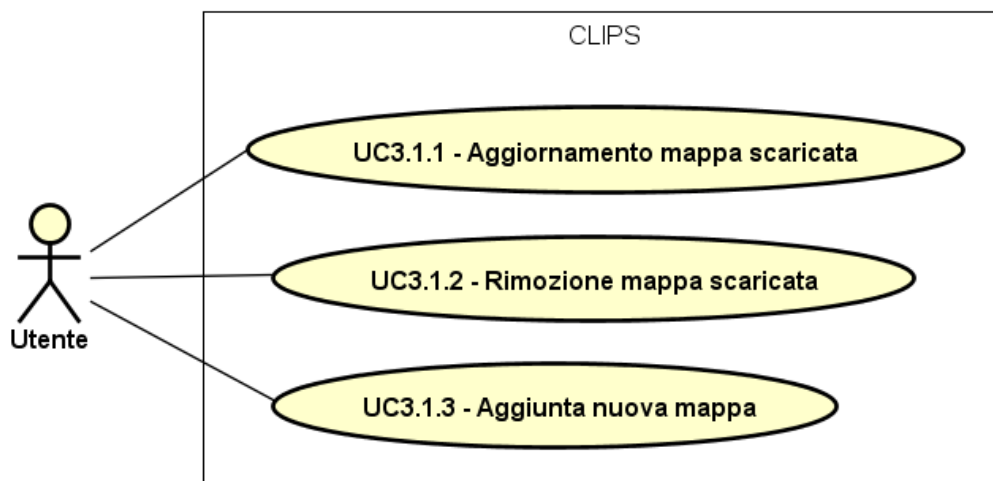 CLIPS
UC3.1.1 - Aggiornamento mappa scaricata
UC3.1.2 - Rimozione mappa scaricata
Utente
UC3.1.3 - Aggiunta nuova mappa